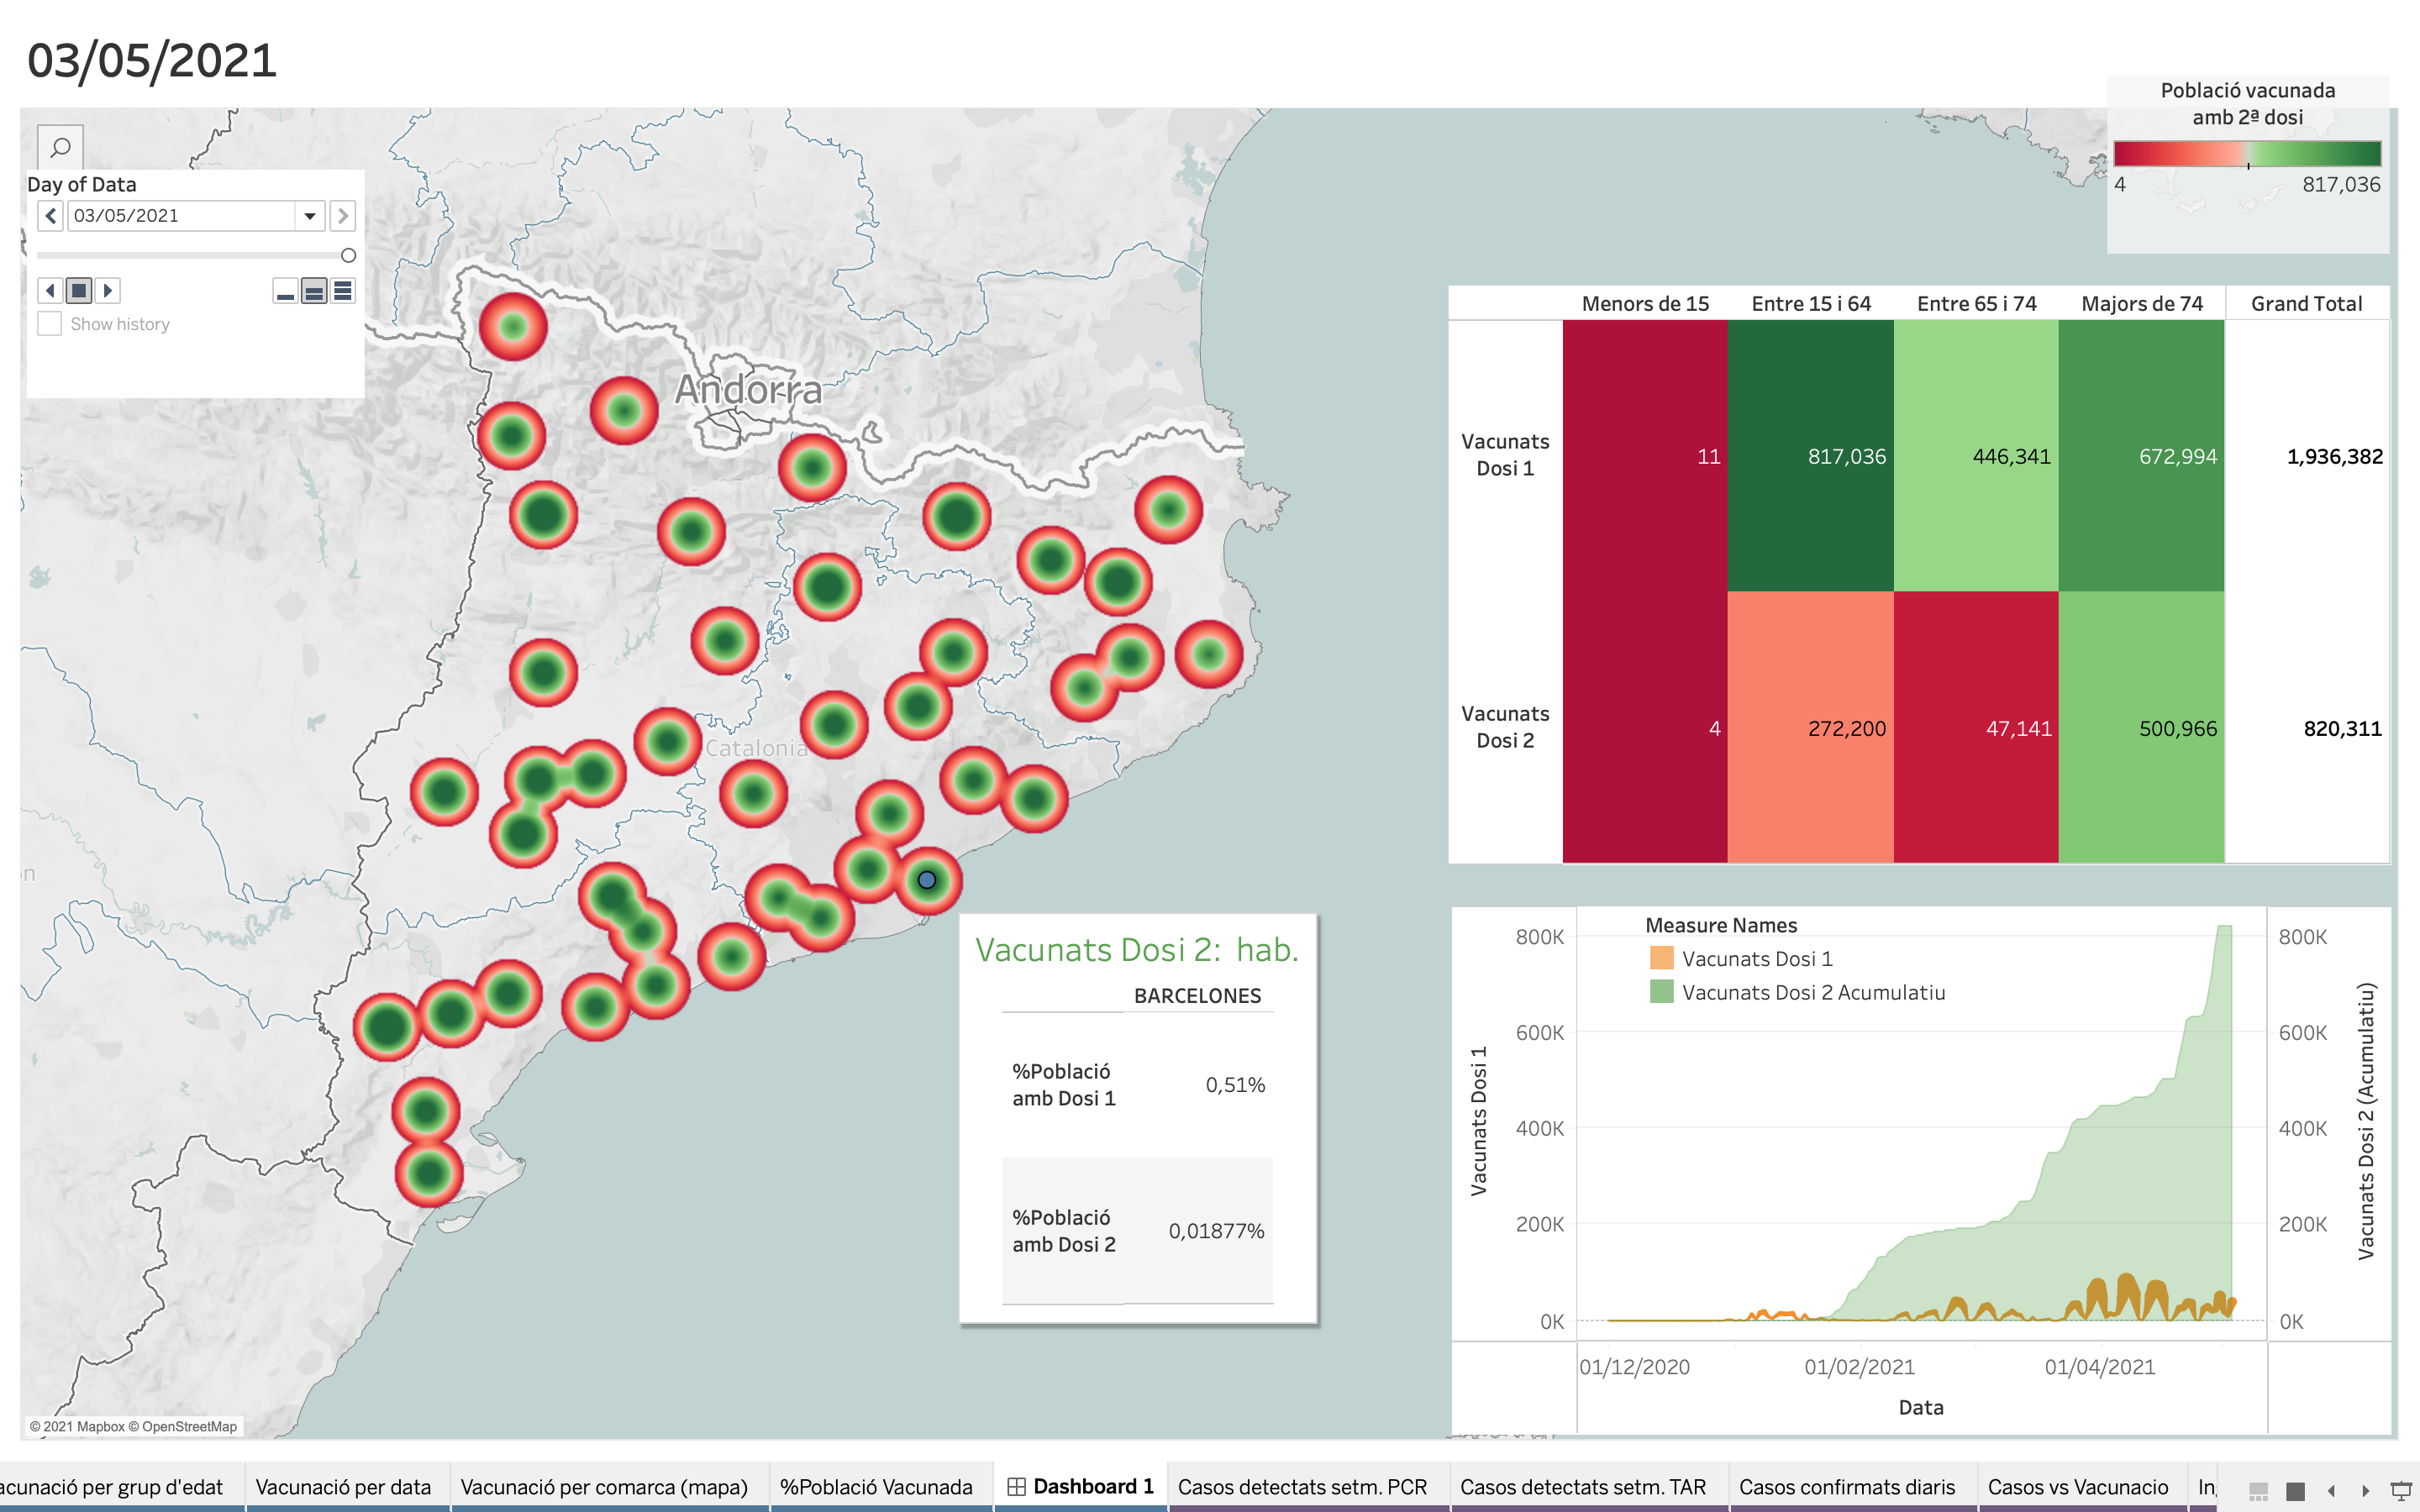 03/05/2021
Població vacunada
amb 2ª dosi
4 817,036
Day of Data
03/05/2021
Show history
Andorra
Catalonia
Menors de 15 Entre 15 i 64 Entre 65 i 74 Majors de 74 Grand Total
Vacunats
Dosi 1
11 817,036 446,341 672,994 1,936,382
Vacunats
Dosi 2
4 272,200 47,141 500,966 820,311
Vacunats Dosi 2: hab.
BARCELONES
%Població
amb Dosi 1
0,51%
%Població
amb Dosi 2
0,01877%
Measure Names
Vacunats Dosi 1
Vacunats Dosi 2 Acumulatiu
Vacunats Dosi 1
800K
600K
400K
200K
0K
800K
600K
400K
200K
0K
Vacunats Dosi 2 (Acumulatiu)
01/12/2020 01/02/2021 01/04/2021
Data
© 2021 Mapbox © OpenStreetMap
acunació per grup d'edat Vacunació per data Vacunació per comarca (mapa) %Població Vacunada Dashboard 1 Casos detectats setm. PCR Casos detectats setm. TAR Casos confirmats diaris Casos vs Vacunacio